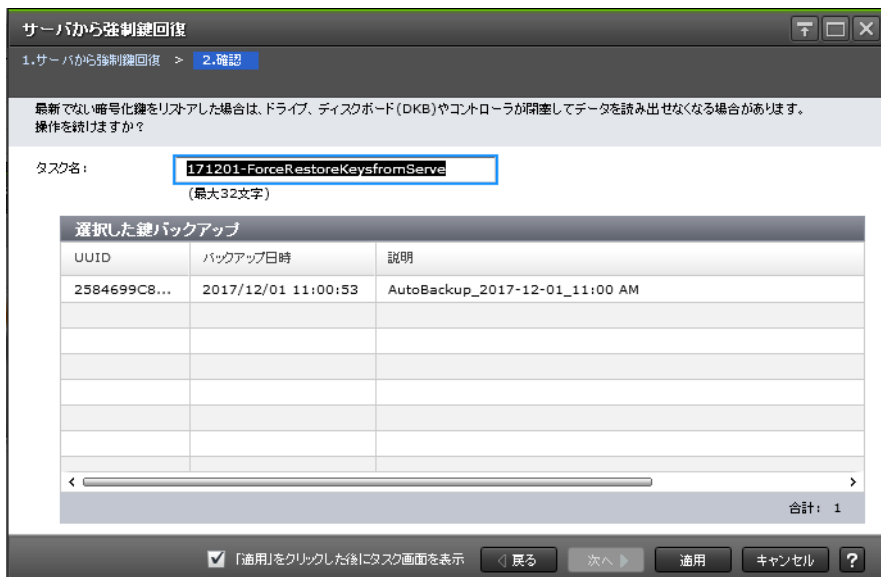 サーバから強制鍵回復
1.サーバから強制鍵回復 > 2.確認
最新でない暗号化鍵をリストアした場合は、ドライブ、ディスクボード(DKB)やコントローラが閉塞してデータを読み出せなくなる場合があります。
操作を続けますか？
タスク名: 171201-ForceRestoreKeysfromServe
(最大32文字)
選択した鍵バックアップ
UUID バックアップ日時 説明
2584699C8... 2017/12/01 11:00:53 AutoBackup_2017-12-01_11:00 AM
合計: 1
「適用」をクリックした後にタスク画面を表示 戻る 次へ 適用 キャンセル ?